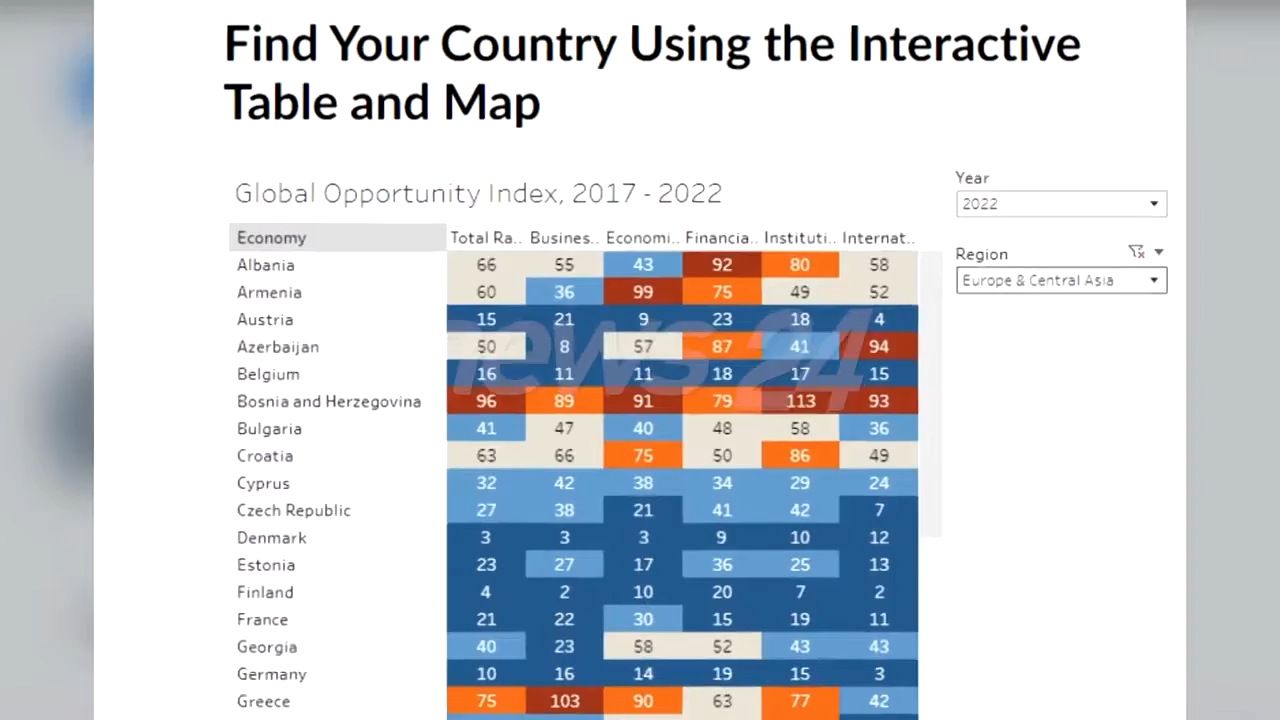 Find Your Country Using the Interactive
Table and Map
Global Opportunity Index, 2017 - 2022
Year
2022
Region
Europe & Central Asia
Economy Total Ra.. Busines.. Economi.. Financia.. Instituti.. Internat..
Albania 66 55 43 92 80 58
Armenia 60 36 99 75 49 52
Austria 15 21 9 23 18 4
Azerbaijan 50 8 57 87 41 94
Belgium 16 11 11 18 17 15
Bosnia and Herzegovina 96 89 91 79 113 93
Bulgaria 41 47 40 48 58 36
Croatia 63 66 75 50 86 49
Cyprus 32 42 38 34 29 24
Czech Republic 27 38 21 41 42 7
Denmark 3 3 3 9 10 12
Estonia 23 27 17 36 25 13
Finland 4 2 10 20 7 2
France 21 22 30 15 19 11
Georgia 40 23 58 52 43 43
Germany 10 16 14 19 15 3
Greece 75 103 90 63 77 42
news 24